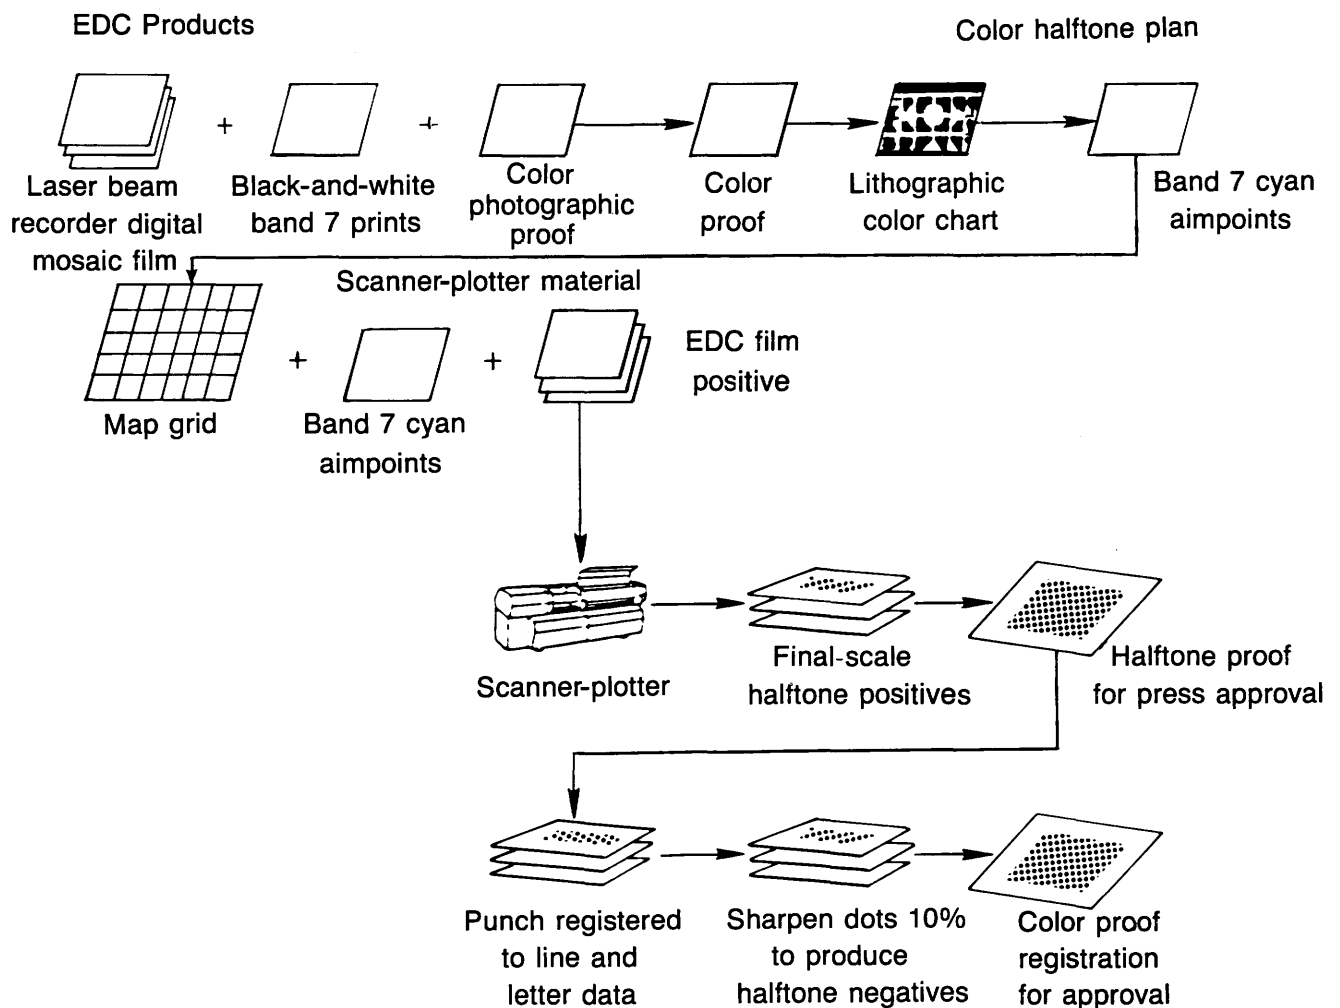 EDC Products
Color halftone plan
Laser beam
recorder digital
mosaic film
Black-and-white
band 7 prints
Color
photographic
proof
Color
proof
Lithographic
color chart
Band 7 cyan
aimpoints
Scanner-plotter material
Map grid
Band 7 cyan
aimpoints
EDC film
positive
Scanner-plotter
Final-scale
halftone positives
Halftone proof
for press approval
Punch registered
to line and
letter data
Sharpen dots 10%
to produce
halftone negatives
Color proof
registration
for approval